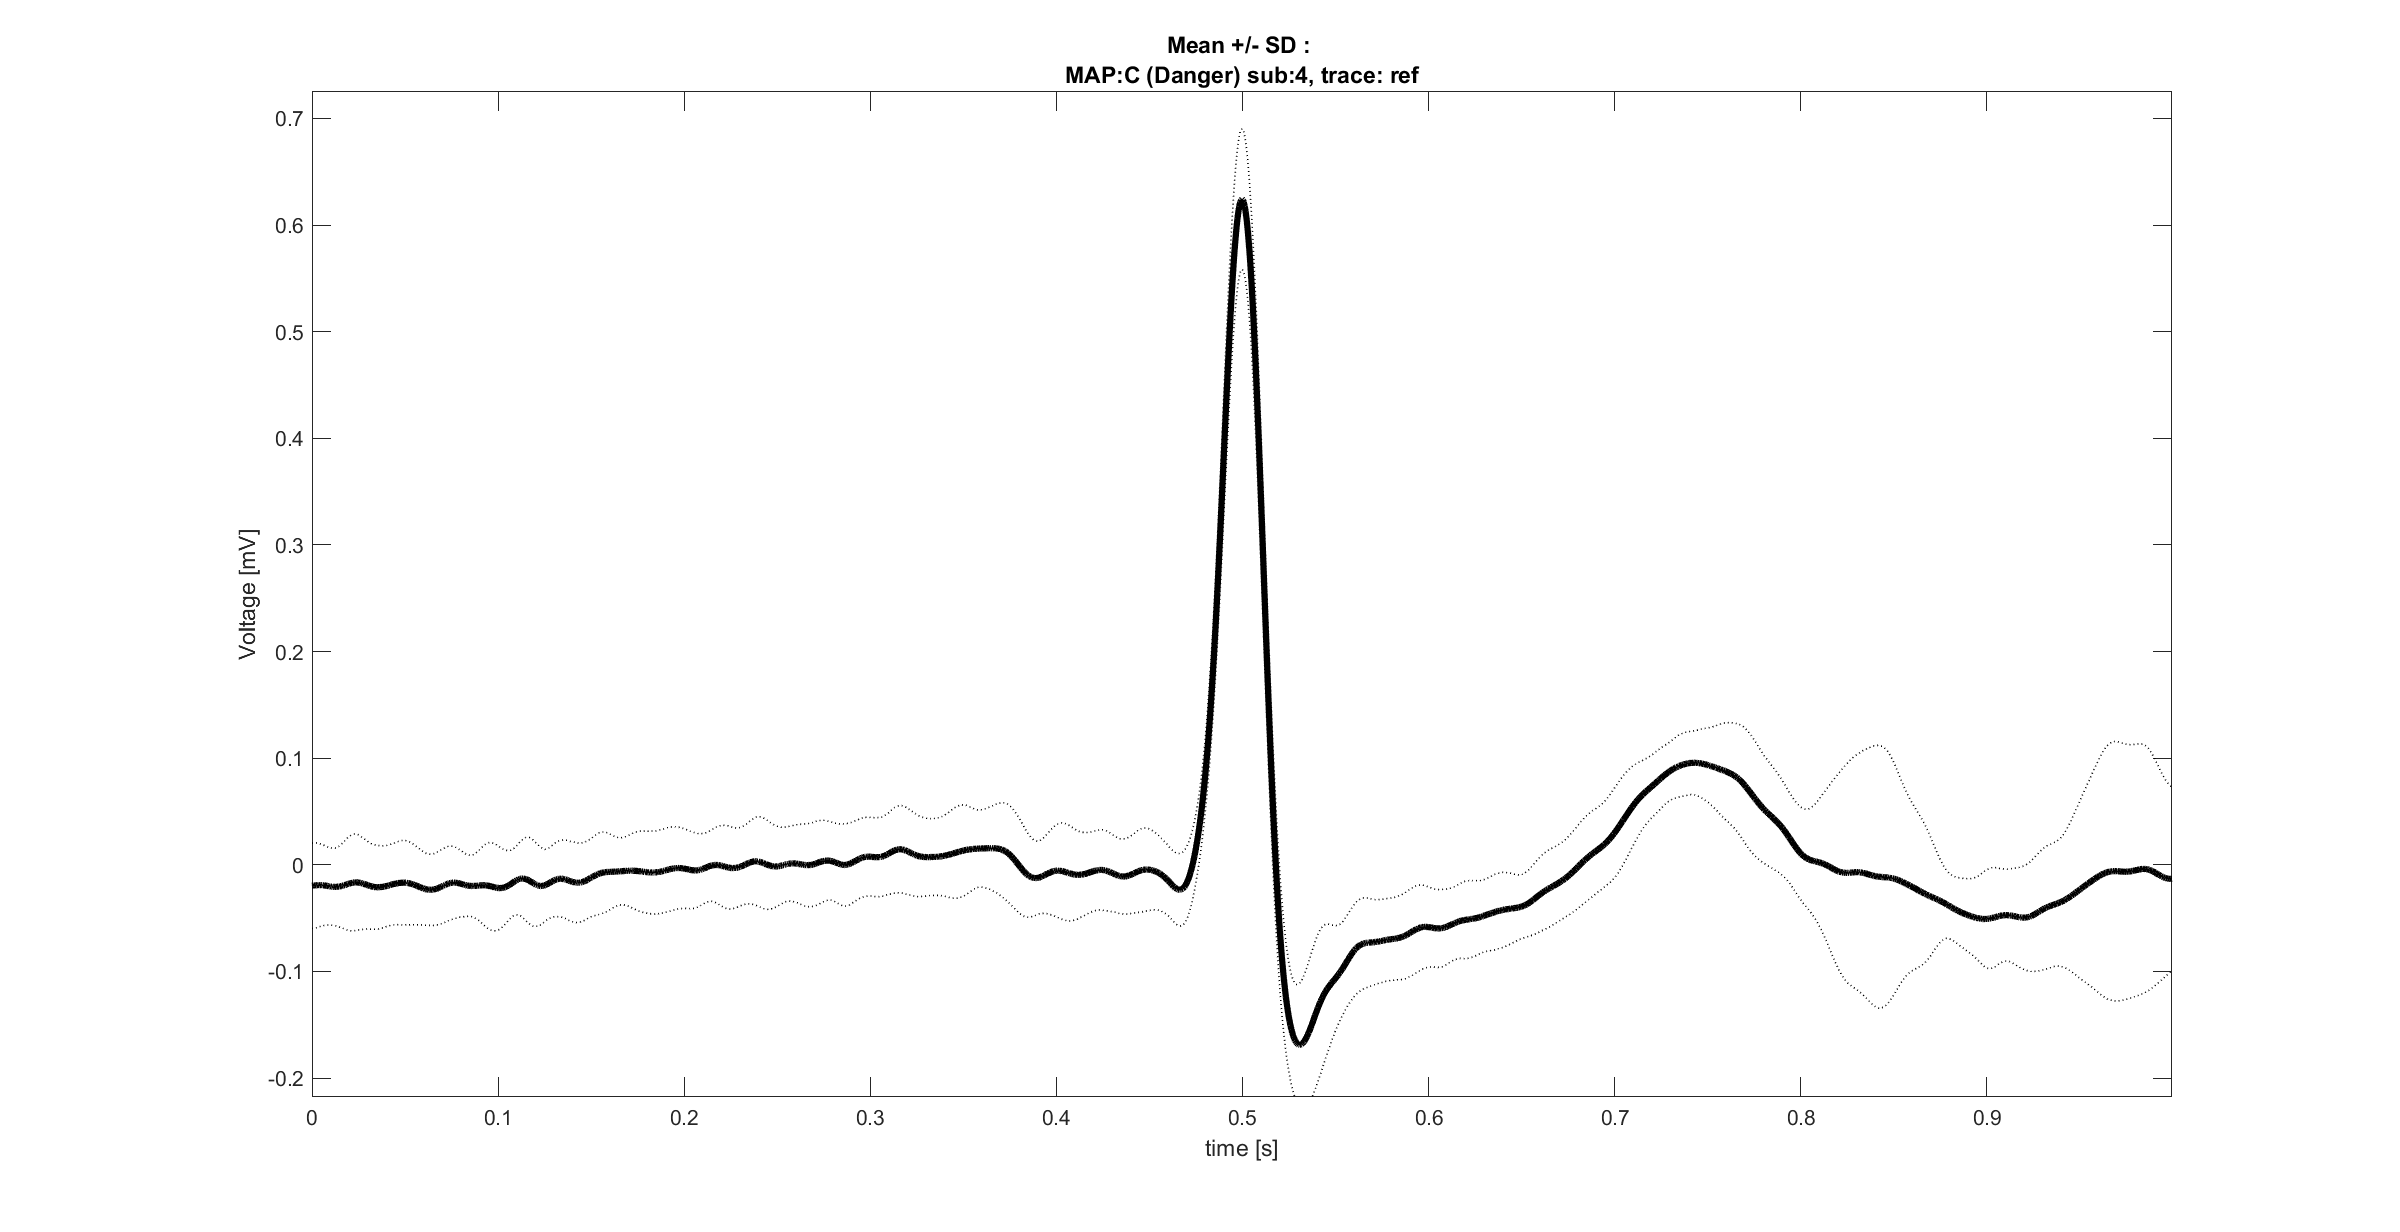 Mean +/- SD :
MAP:C (Danger) sub:4, trace: ref
0.7
0.6
0.5
0.4
0.3
0.2
0.1
0
-0.1
-0.2
Voltage [mV]
0 0.1 0.2 0.3 0.4 0.5 0.6 0.7 0.8 0.9
time [s]